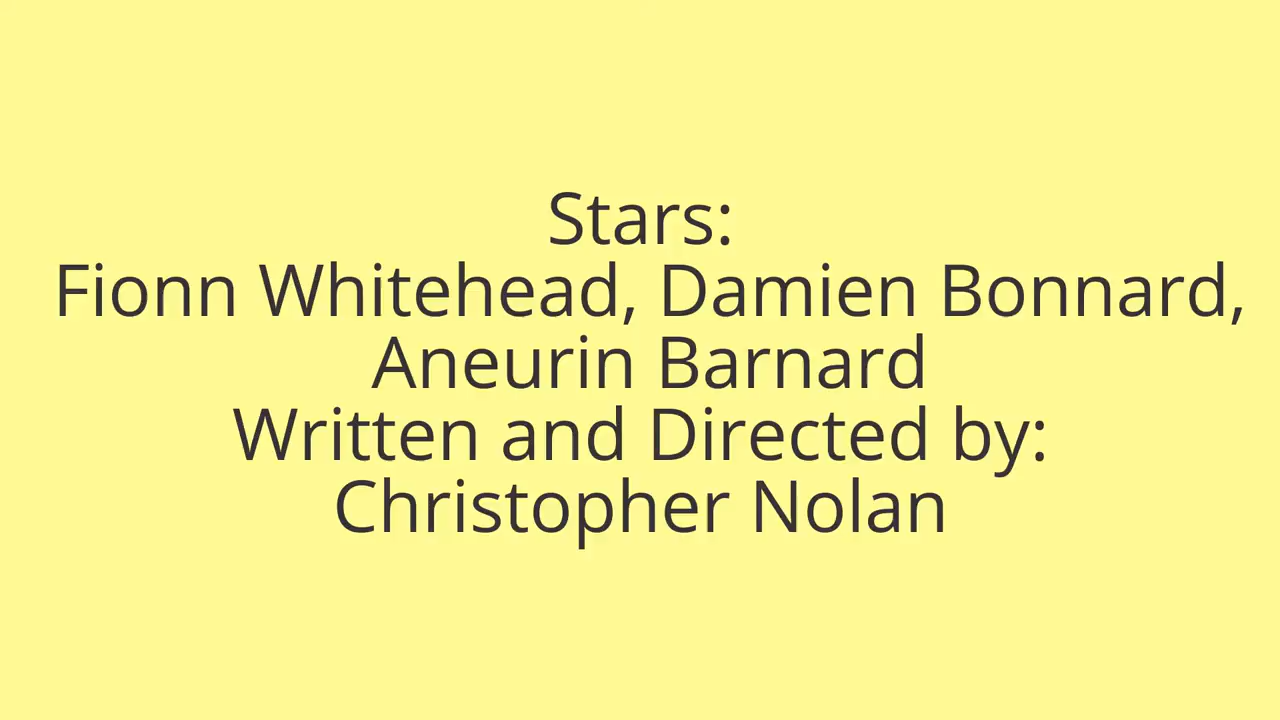 Stars:
Fionn Whitehead, Damien Bonnard,
Aneurin Barnard
Written and Directed by:
Christopher Nolan